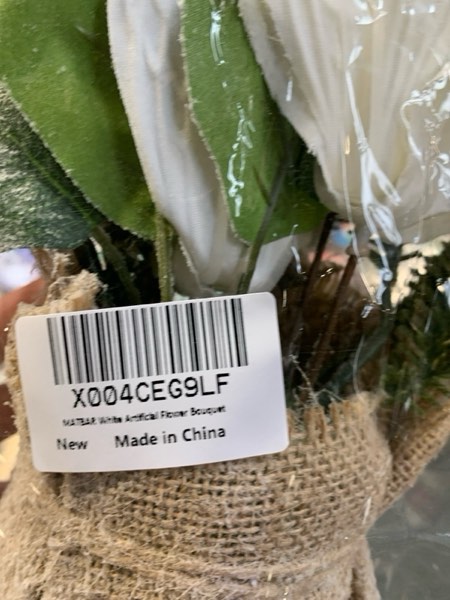 X004CEG9LF
MATBAR White Artificial Flower Bouquet
New Made in China